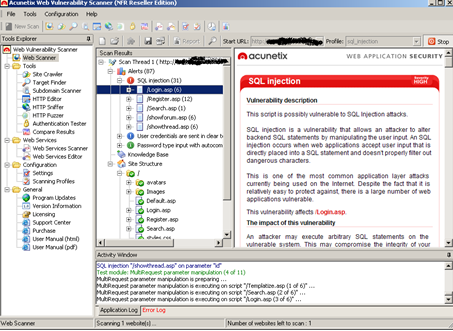 Acunetix Web Vulnerability Scanner (NFR Reseller Edition)
File Tools Configuration Help
New Scan
Tools Explorer
Report
Start URL: http://
Profile: sql_injection
Stop
Web Vulnerability Scanner
Web Scanner
Tools
Site Crawler
Target Finder
Subdomain Scanner
HTTP Editor
HTTP Sniffer
HTTP Fuzzer
Authentication Tester
Compare Results
Web Services
Web Services Scanner
Web Services Editor
Configuration
Settings
Scanning Profiles
General
Program Updates
Version Information
Licensing
Support Center
Purchase
User Manual (html)
User Manual (pdf)
Scan Results
Scan Thread 1 ( http:/
Alerts (87)
SQL injection (31)
/Login.asp (6)
/Register.asp (12)
/Search.asp (1)
/showforum.asp (6)
/showthread.asp (6)
User credentials are sent in clear te
Password type input with autocom
Knowledge Base
Site Structure
/
avatars
Images
Default.asp
Login.asp
Register.asp
Search.asp
styles.css
acunetix WEB APPLICATION SECURITY
SQL injection
Severity
HIGH
Vulnerability description
This script is possibly vulnerable to SQL Injection attacks.
SQL injection is a vulnerability that allows an attacker to alter
backend SQL statements by manipulating the user input. An SQL
injection occurs when web applications accept user input that is
directly placed into a SQL statement and doesn't properly filter out
dangerous characters.
This is one of the most common application layer attacks
currently being used on the Internet. Despite the fact that it is
relatively easy to protect against, there is a large number of web
applications vulnerable.
This vulnerability affects /Login.asp.
The impact of this vulnerability
An attacker may execute arbitrary SQL statements on the
vulnerable system. This may compromise the integrity of your
Activity Window
SQL injection "/showthread.asp" on parameter "id"
Test module: MultiRequest parameter manipulation (4 of 11)
MultiRequest parameter manipulation is preparing ...
MultiRequest parameter manipulation is executing on script "/Templatize.asp (1 of 6)" ...
MultiRequest parameter manipulation is executing on script "/Search.asp (2 of 6)" ...
MultiRequest parameter manipulation is executing on script "/Login.asp (3 of 6)" ...
Application Log Error Log
Web Scanner
Scanning 1 website(s) ...
Number of websites left to scan : 1